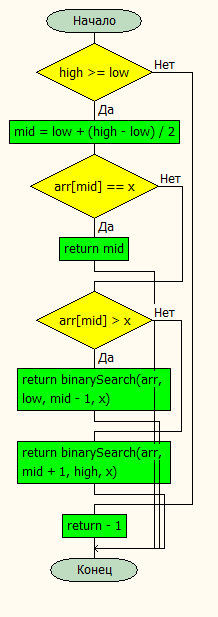 Начало
high >= low
Нет
Да
mid = low + (high - low) / 2
arr[mid] == x
Нет
Да
return mid
arr[mid] > x
Нет
Да
return binarySearch(arr,
low, mid - 1, x)
return binarySearch(arr,
mid + 1, high, x)
return - 1
Конец